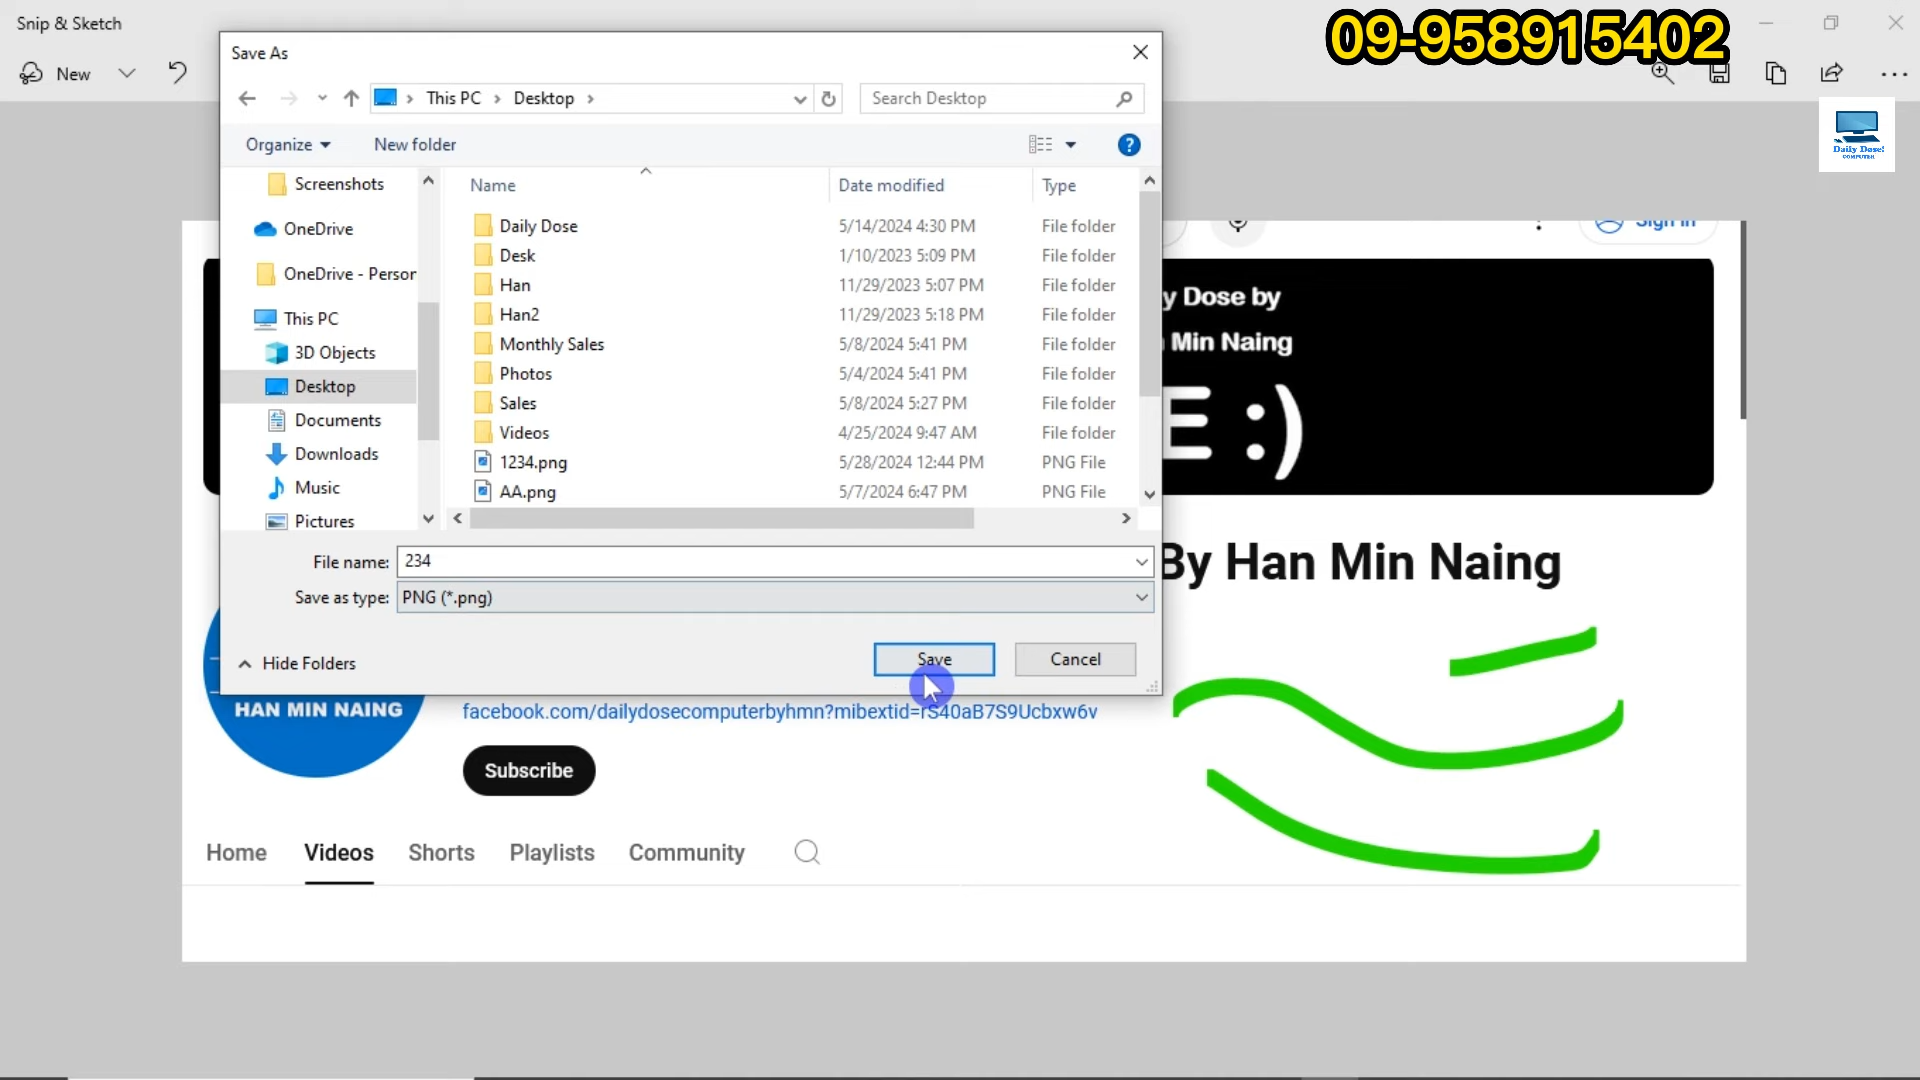 Snip & Sketch
09-958915402
New
Save As
This PC
Desktop
Search Desktop
Organize
New folder
Daily Dose!
COMPUTER
Screenshots
OneDrive
OneDrive - Person
This PC
3D Objects
Desktop
Documents
Downloads
Music
Pictures
Name Date modified Type
Daily Dose 5/14/2024 4:30 PM File folder
Desk 1/10/2023 5:09 PM File folder
Han 11/29/2023 5:07 PM File folder
Han2 11/29/2023 5:18 PM File folder
Monthly Sales 5/8/2024 5:41 PM File folder
Photos 5/4/2024 5:41 PM File folder
Sales 5/8/2024 5:27 PM File folder
Videos 4/25/2024 9:47 AM File folder
1234.png 5/28/2024 12:44 PM PNG File
AA.png 5/7/2024 6:47 PM PNG File
File name: 234
Save as type: PNG (*.png)
Hide Folders
Save
Cancel
Sign in
y Dose by
Min Naing
E :)
By Han Min Naing
HAN MIN NAING
facebook.com/dailydosecomputerbyhmn?mibextid=rS40aB7S9Ucbxw6v
Subscribe
Home Videos Shorts Playlists Community